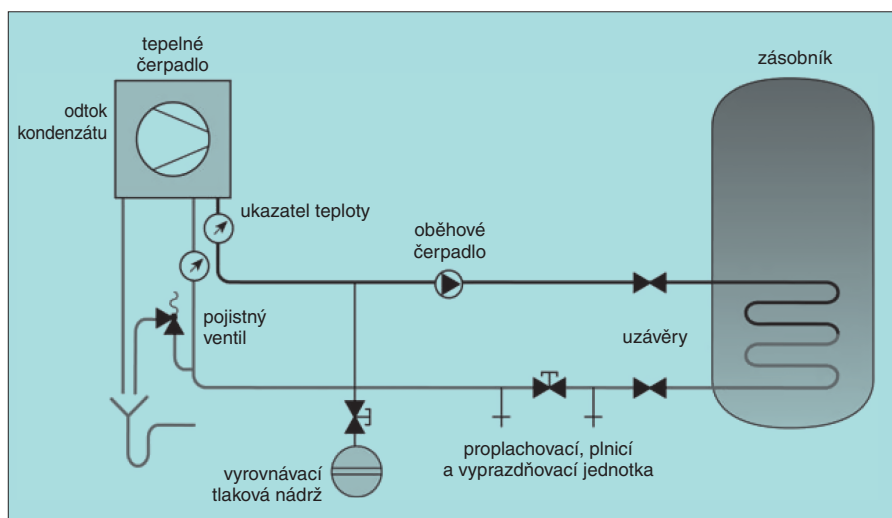 tepelné
čerpadlo
zásobník
odtok
kondenzátu
ukazatel teploty
oběhové
čerpadlo
pojistný
ventil
uzávěry
proplachovací, plnicí
a vyprazdňovací jednotka
vyrovnávací
tlaková nádrž